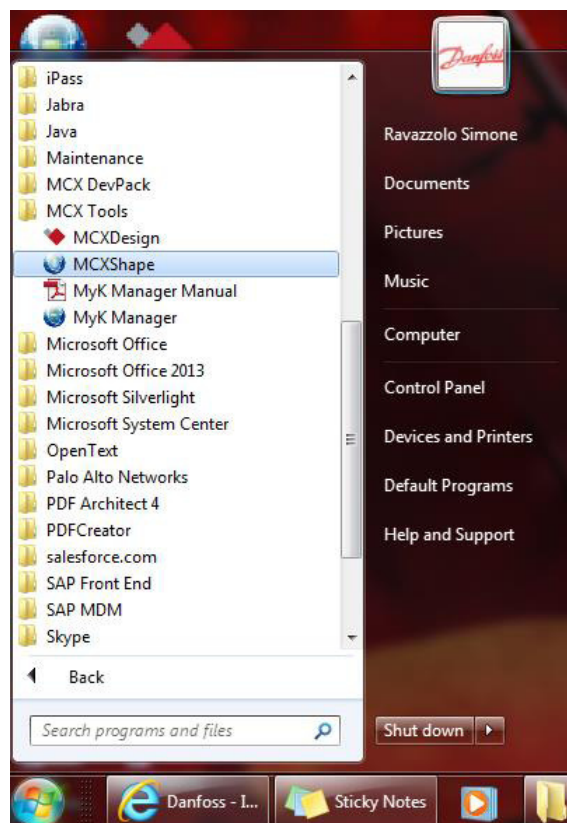 Danfoss
iPass
Jabra
Java
Maintenance
MCX DevPack
MCX Tools
MCXDesign
MCXShape
MyK Manager Manual
MyK Manager
Microsoft Office
Microsoft Office 2013
Microsoft Silverlight
Microsoft System Center
OpenText
Palo Alto Networks
PDF Architect 4
PDFCreator
salesforce.com
SAP Front End
SAP MDM
Skype
Back
Search programs and files
Ravazzolo Simone
Documents
Pictures
Music
Computer
Control Panel
Devices and Printers
Default Programs
Help and Support
Shut down
Danfoss - I...
Sticky Notes